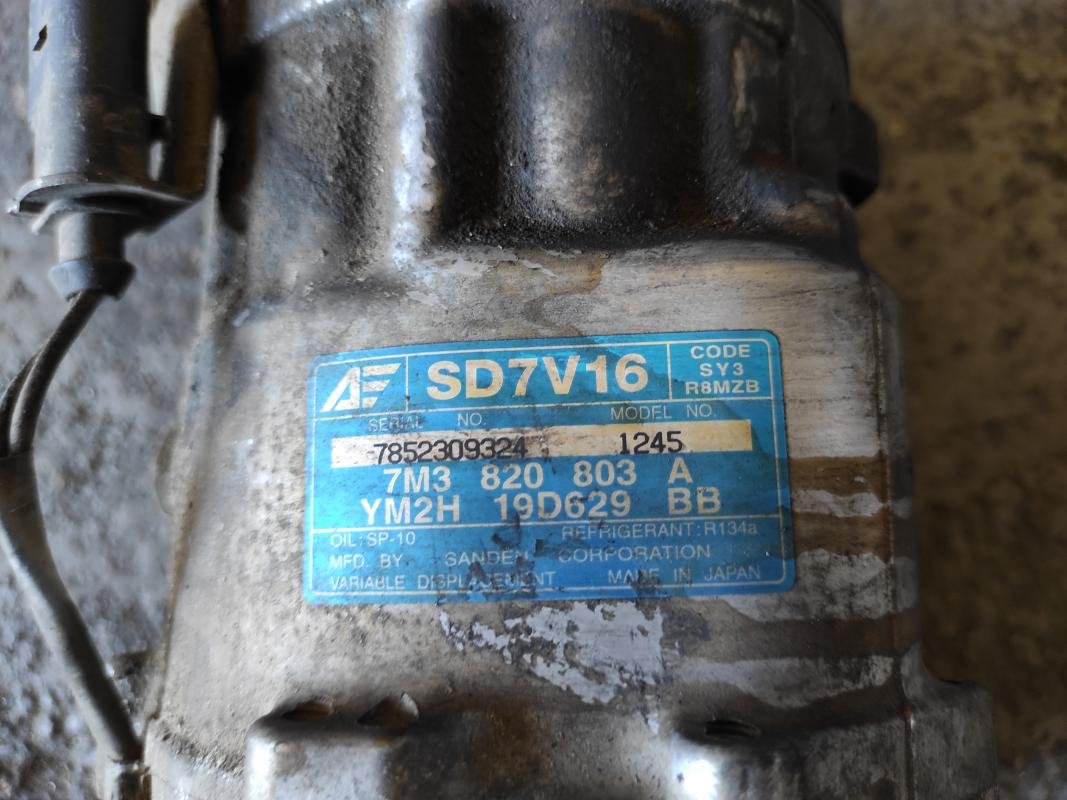 SD7V16
CODE
SY3
R8MZB
SERIAL NO. MODEL NO.
7852309324 1245
7M3 820 803 A
YM2H 19D629 BB
OIL:SP-10 REFRIGERANT:R134a
MFD. BY SANDEN CORPORATION
VARIABLE DISPLACEMENT MADE IN JAPAN